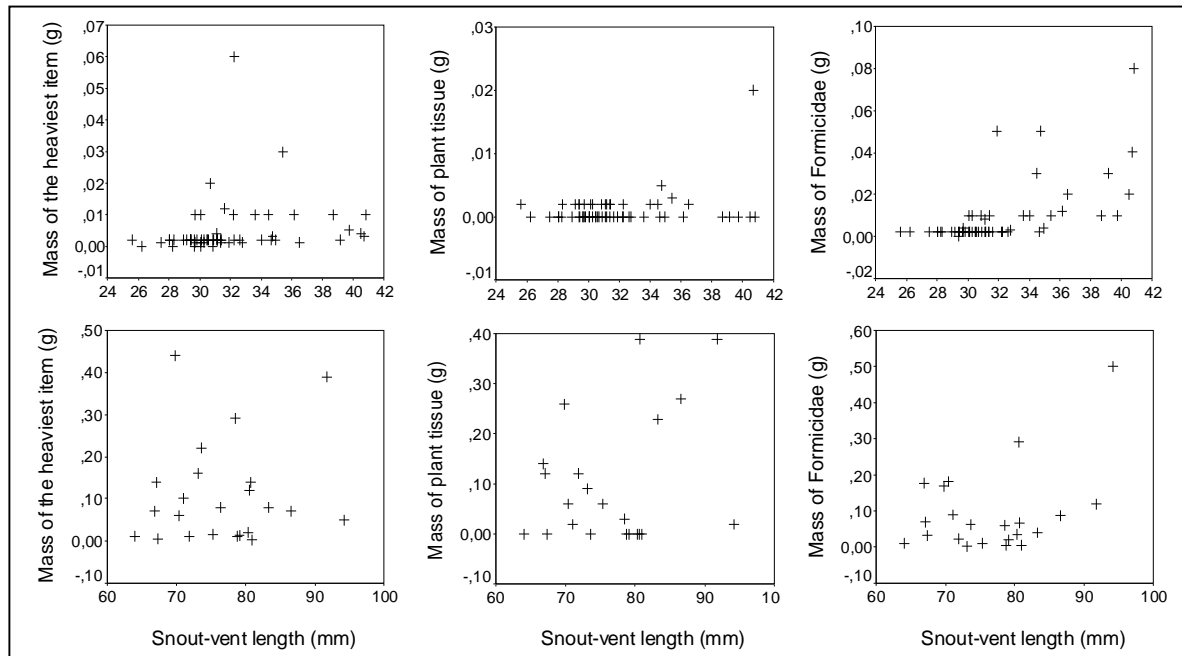 Mass of the heaviest item (g)
,07
,06
,05
,04
,03
,02
,01
0,00
-,01
24 26 28 30 32 34 36 38 40 42
Mass of plant tissue (g)
,03
,02
,01
0,00
-,01
24 26 28 30 32 34 36 38 40 42
Mass of Formicidae (g)
,10
,08
,06
,04
,02
0,00
-,02
24 26 28 30 32 34 36 38 40 42
Mass of the heaviest item (g)
,50
,40
,30
,20
,10
0,00
-,10
60 70 80 90 100
Snout-vent length (mm)
Mass of plant tissue (g)
,40
,30
,20
,10
0,00
-,10
60 70 80 90 10
Snout-vent length (mm)
Mass of Formicidae (g)
,60
,50
,40
,30
,20
,10
0,00
-,10
60 70 80 90 100
Snout-vent length (mm)